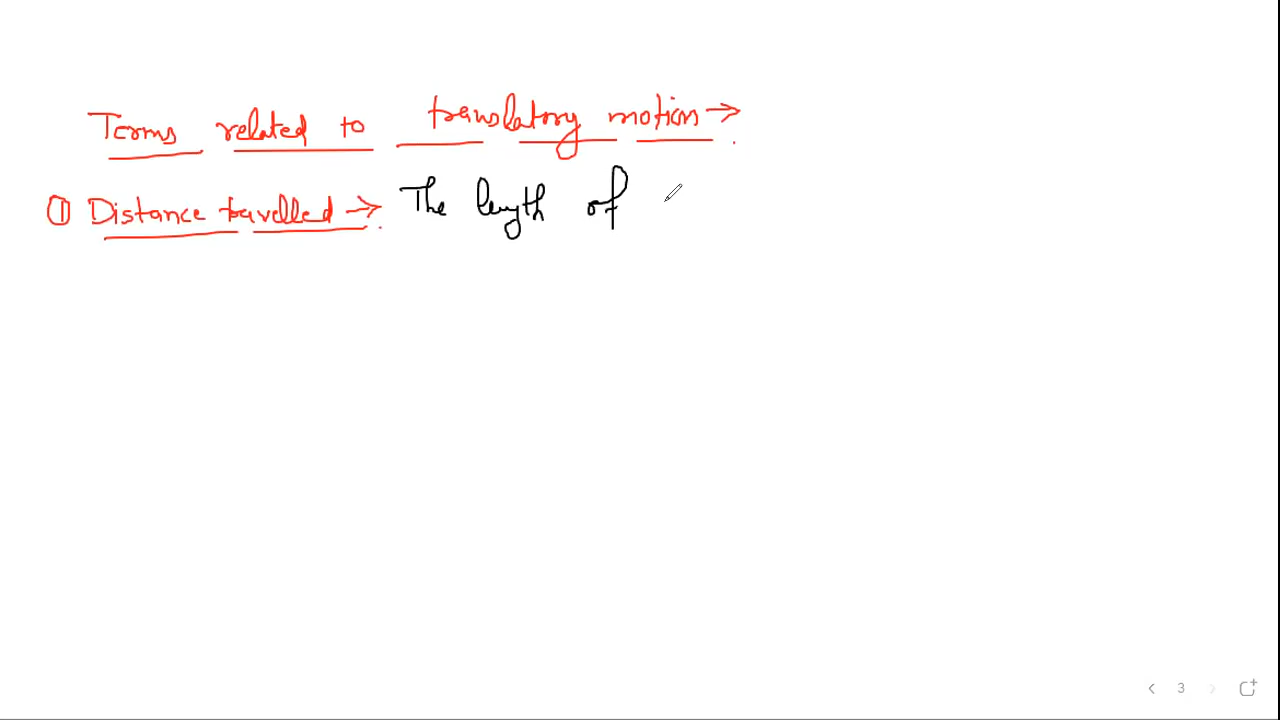 Terms related to translatory motion →
① Distance travelled → The length of
3